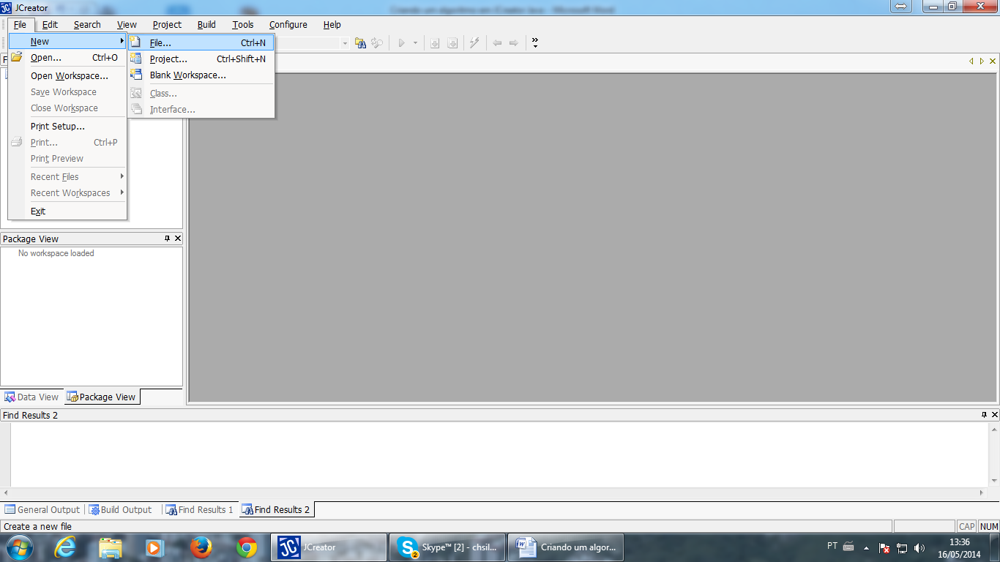 JCreator
Criando um algoritmo em JCreator Java - Microsoft Word
File Edit Search View Project Build Tools Configure Help
New
Open... Ctrl+O
Open Workspace...
Save Workspace
Close Workspace
Print Setup...
Print... Ctrl+P
Print Preview
Recent Files
Recent Workspaces
Exit
File... Ctrl+N
Project... Ctrl+Shift+N
Blank Workspace...
Class...
Interface...
Package View
No workspace loaded
Data View Package View
Find Results 2
General Output Build Output Find Results 1 Find Results 2
Create a new file
CAP NUM
JCreator
Skype™ [2] - chsil...
2
Criando um algor...
PT
13:36
16/05/2014